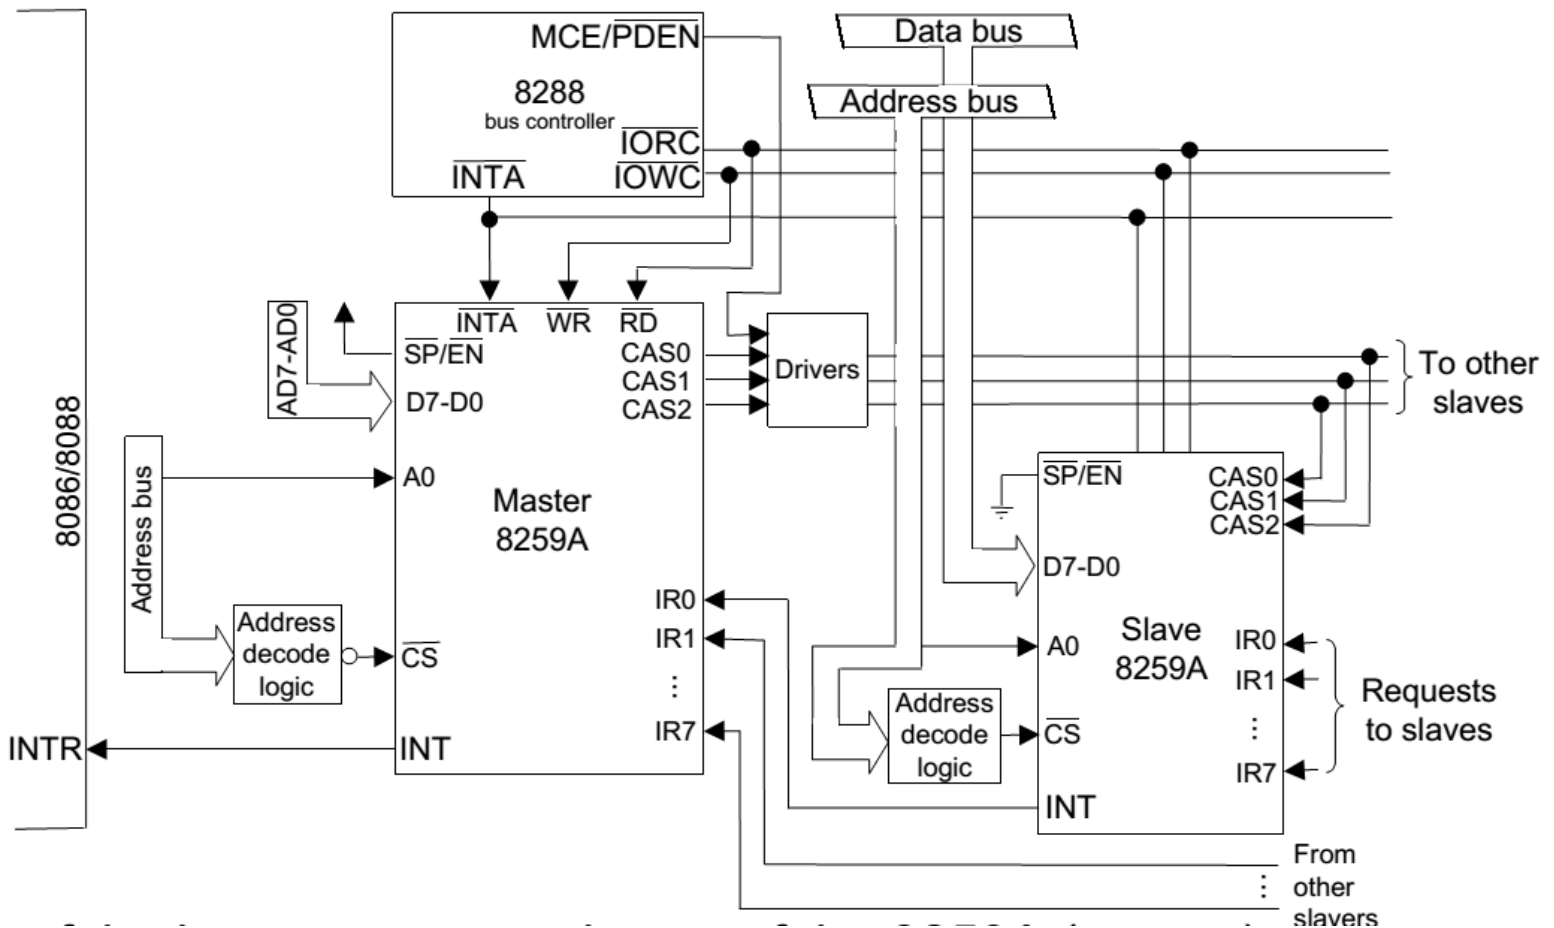 MCE/PDEN
8288
bus controller
IORC
IOWC
INTA
Data bus
Address bus
8086/8088
INTR
AD7-AD0
Address bus
Address
decode
logic
INTA
WR
RD
SP/EN
D7-D0
A0
CS
INT
Master
8259A
CAS0
CAS1
CAS2
IR0
IR1
⋮
IR7
Drivers
To other
slaves
SP/EN
D7-D0
A0
CS
INT
Slave
8259A
CAS0
CAS1
CAS2
IR0
IR1
⋮
IR7
Address
decode
logic
Requests
to slaves
From
⋮ other
slavers